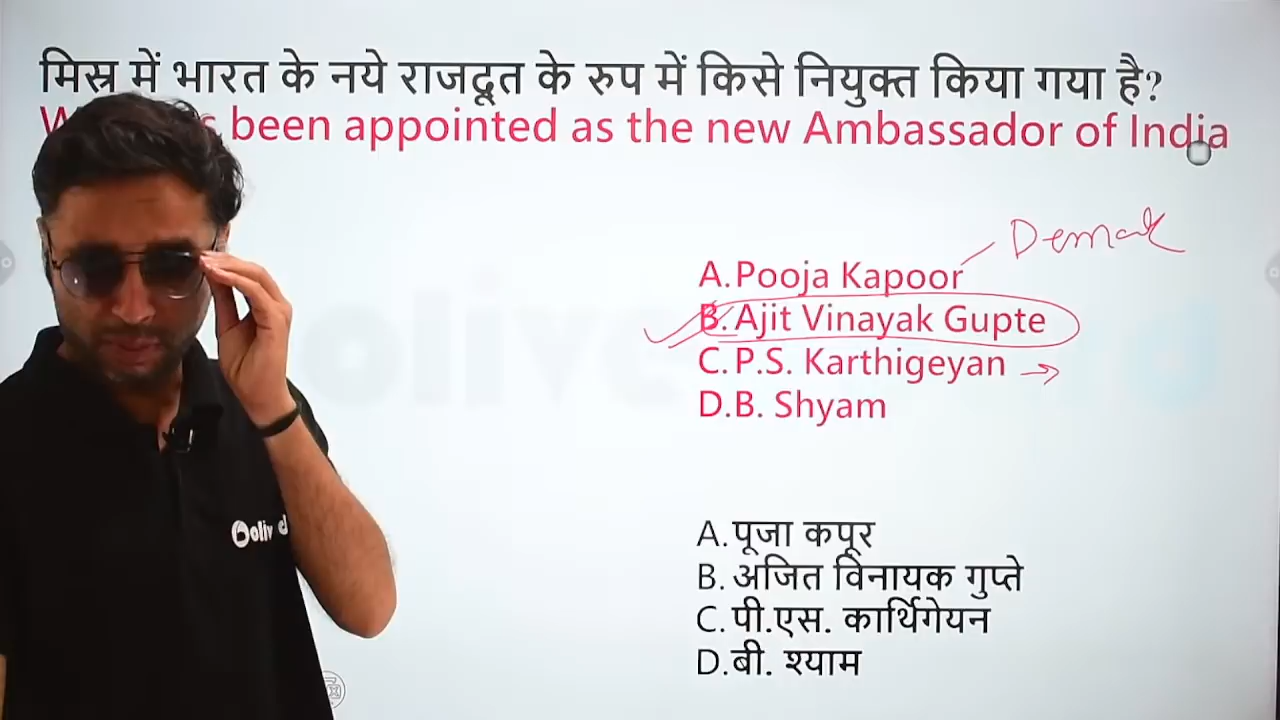 मिस्र में भारत के नये राजदूत के रुप में किसे नियुक्त किया गया है?
been appointed as the new Ambassador of India
A. Pooja Kapoor
B. Ajit Vinayak Gupte
C. P.S. Karthigeyan
D. B. Shyam
A. पूजा कपूर
B. अजित विनायक गुप्ते
C. पी.एस. कार्थिगेयन
D. बी. श्याम